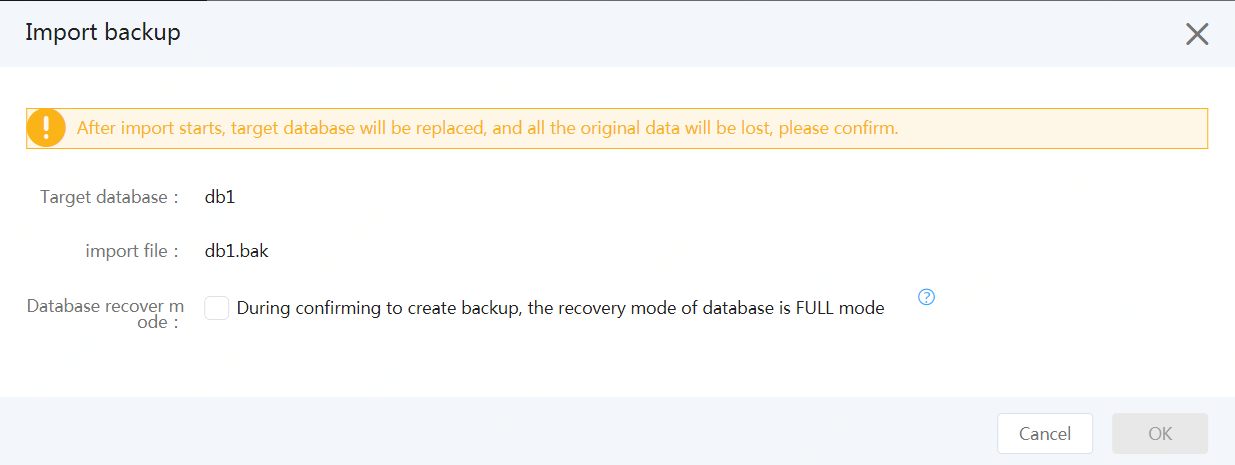 Import backup
After import starts, target database will be replaced, and all the original data will be lost, please confirm.
Target database : db1
import file : db1.bak
Database recover m
ode :
During confirming to create backup, the recovery mode of database is FULL mode
Cancel OK